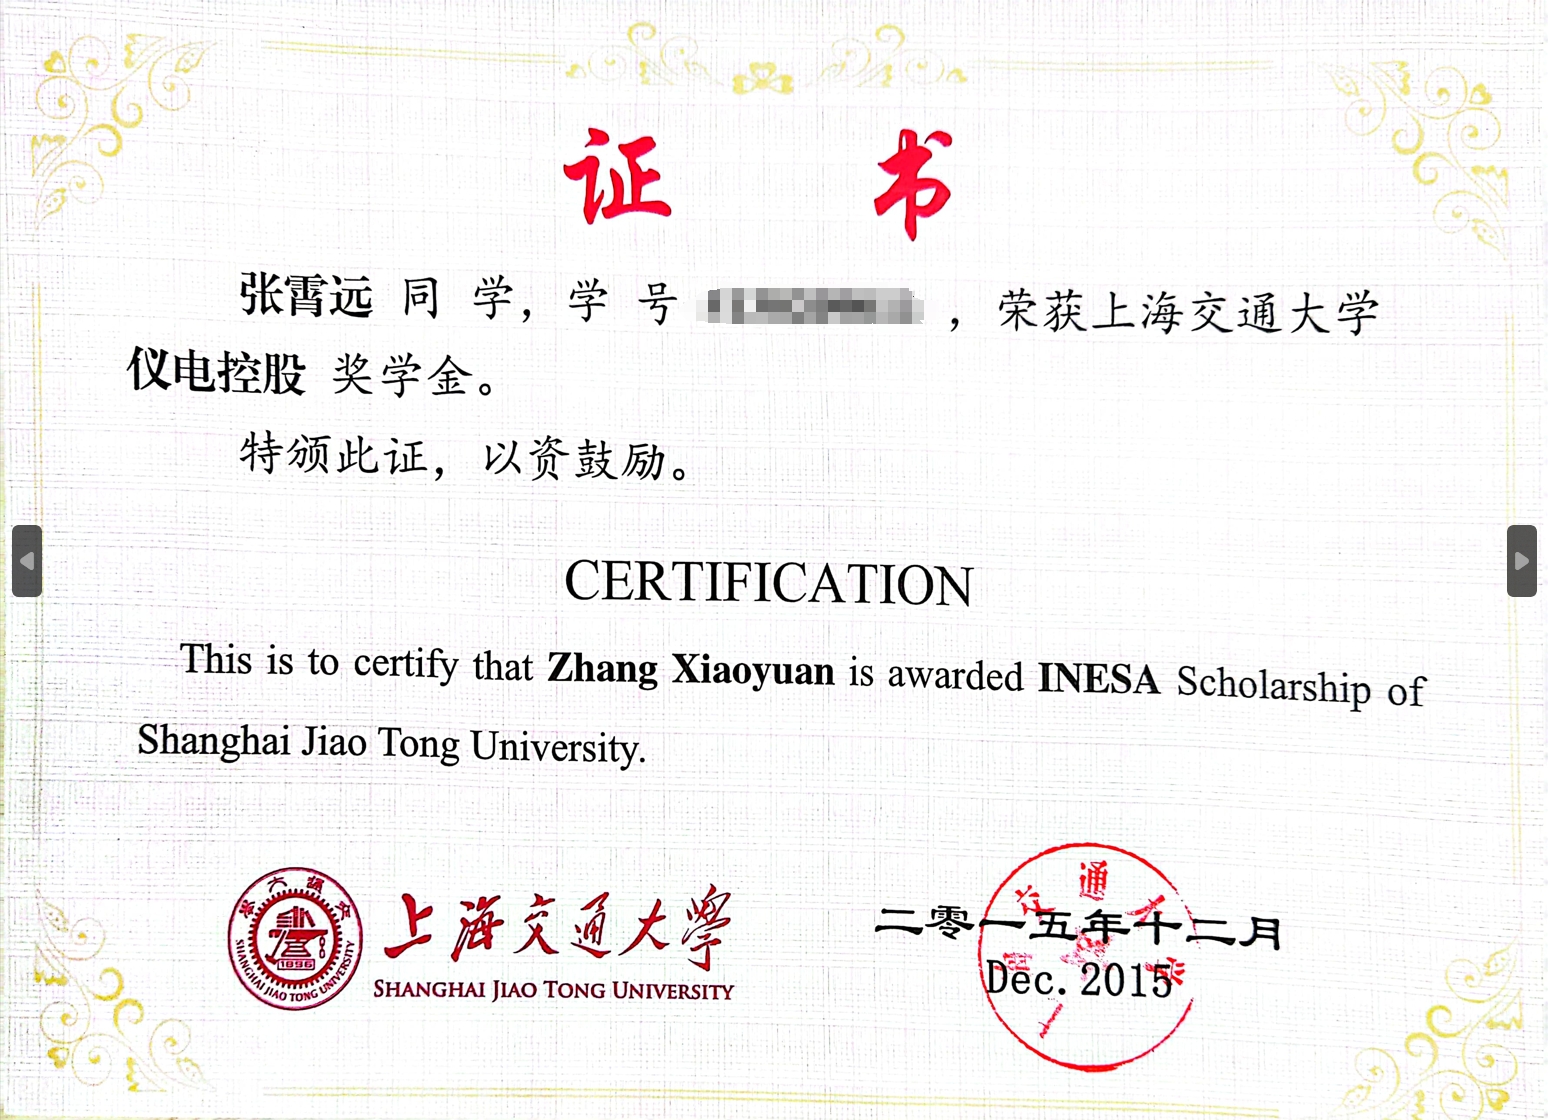 证 书
张霄远 同 学，学 号 ，荣获上海交通大学
仪电控股 奖学金。
特颁此证，以资鼓励。
CERTIFICATION
This is to certify that Zhang Xiaoyuan is awarded INESA Scholarship of
Shanghai Jiao Tong University.
上海交通大學
SHANGHAI JIAO TONG UNIVERSITY
1896
SHANGHAI JIAO TONG UNIVERSITY
二零一五年十二月
Dec. 2015